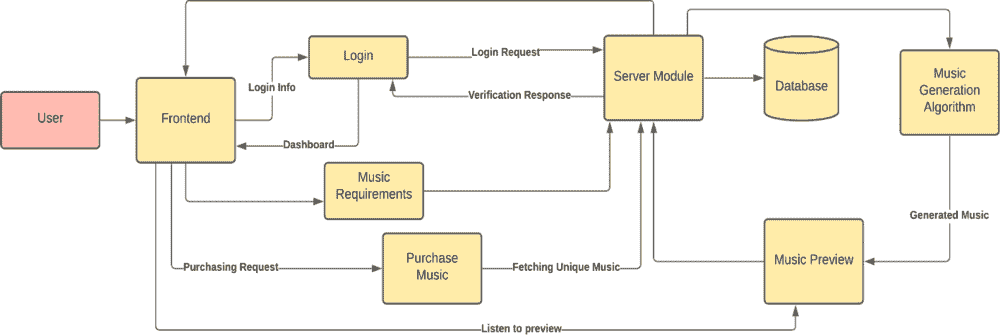 Login
Login Request
Server Module
Database
Music
Generation
Algorithm
Login Info
Verification Response
User
Frontend
Dashboard
Music
Requirements
Generated Music
Purchasing Request
Purchase
Music
Fetching Unique Music
Music Preview
Listen to preview